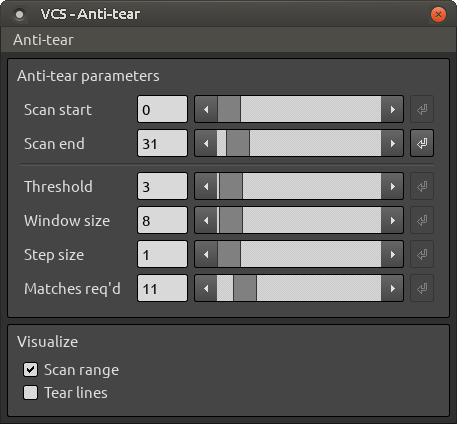 VCS - Anti-tear
Anti-tear
Anti-tear parameters
Scan start 0
Scan end 31
Threshold 3
Window size 8
Step size 1
Matches req'd 11
Visualize
Scan range
Tear lines